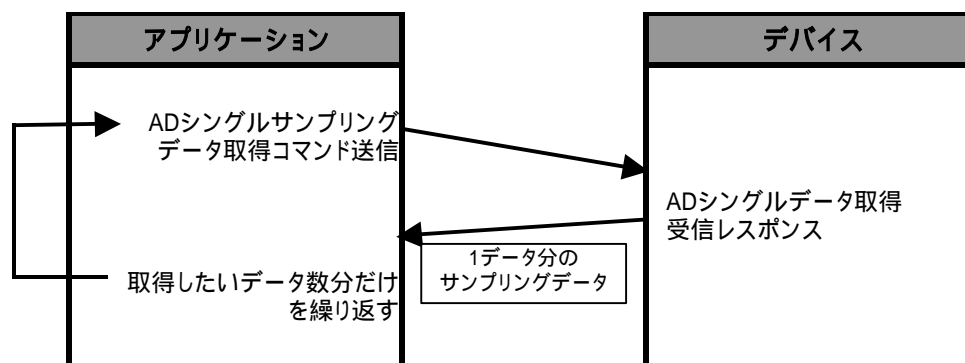 アプリケーション
デバイス
ADシングルサンプリング
データ取得コマンド送信
ADシングルデータ取得
受信レスポンス
1データ分の
サンプリングデータ
取得したいデータ数分だけ
を繰り返す